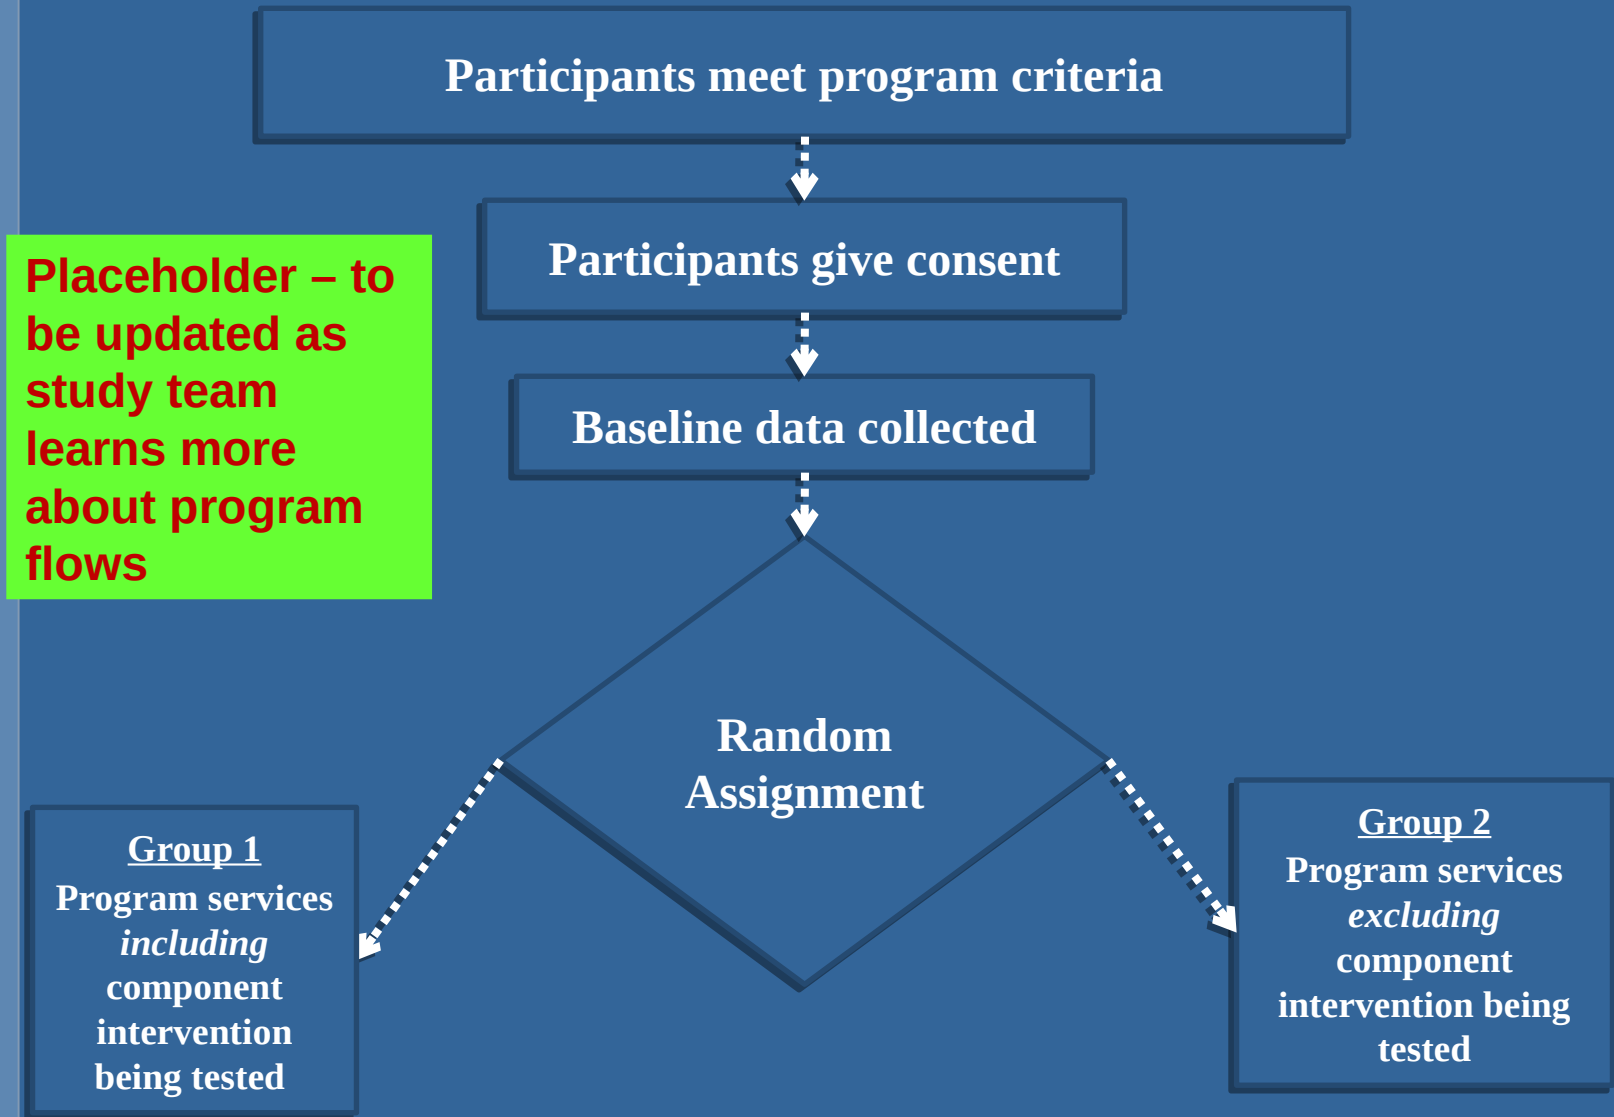 Participants meet program criteria
Participants give consent
Placeholder – to
be updated as
study team
learns more
about program
flows
Baseline data collected
Random
Assignment
Group 1
Program services
including
component
intervention
being tested
Group 2
Program services
excluding
component
intervention being
tested